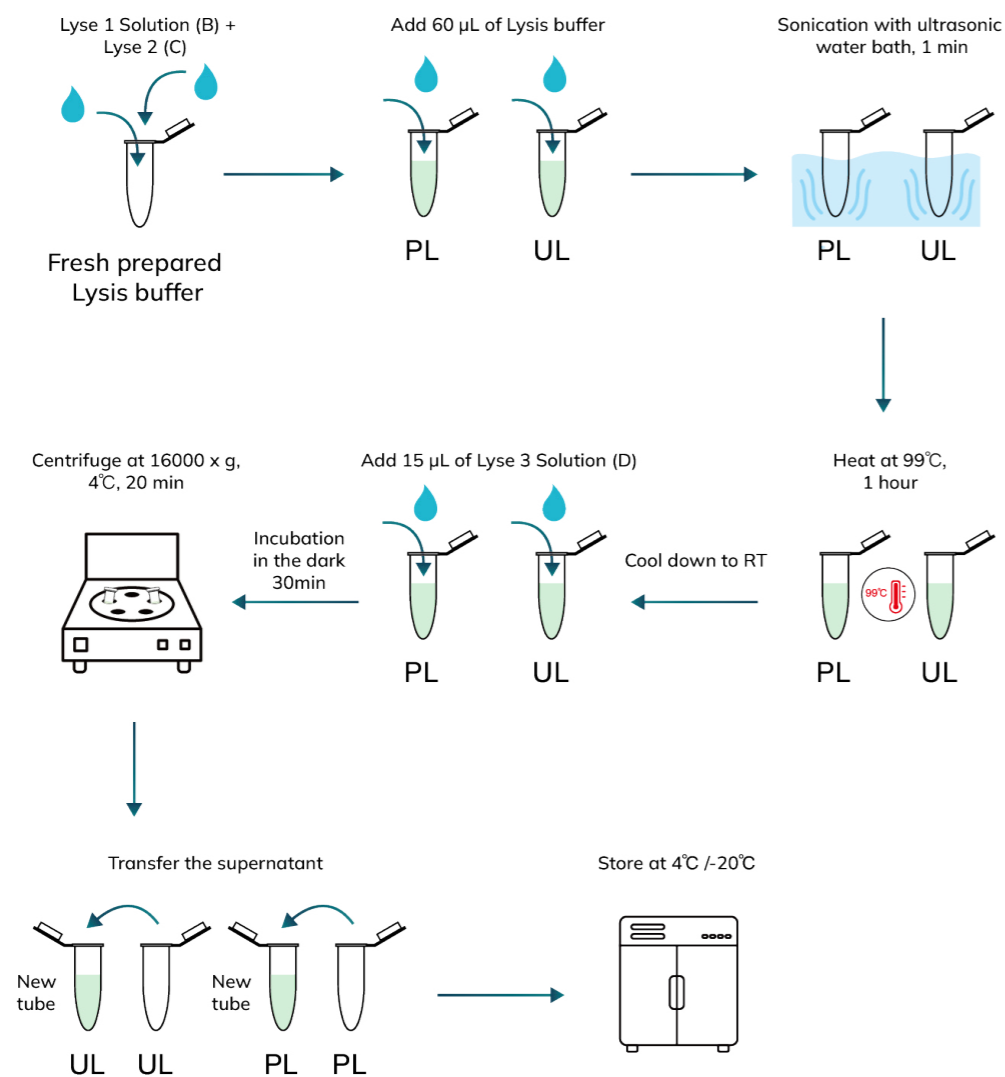 Lyse 1 Solution (B) +
Lyse 2 (C)
Fresh prepared
Lysis buffer
Add 60 µL of Lysis buffer
PL
UL
Sonication with ultrasonic
water bath, 1 min
PL
UL
Heat at 99℃,
1 hour
99℃
PL
UL
Cool down to RT
Add 15 µL of Lyse 3 Solution (D)
PL
UL
Incubation
in the dark
30min
Centrifuge at 16000 x g,
4℃, 20 min
Transfer the supernatant
New
tube
UL
UL
New
tube
PL
PL
Store at 4℃ /-20℃